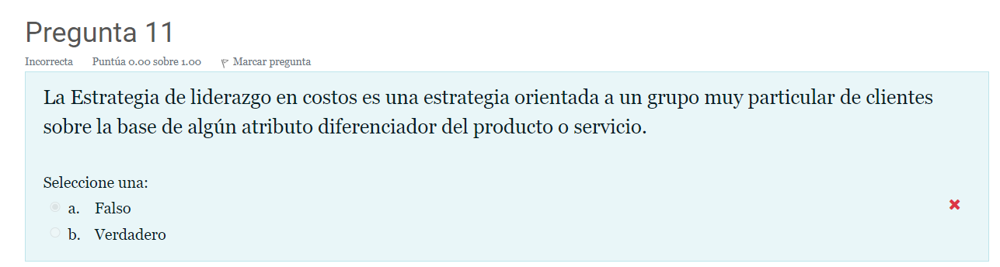 Pregunta 11
Incorrecta Puntúa 0.00 sobre 1.00 Marcar pregunta
La Estrategia de liderazgo en costos es una estrategia orientada a un grupo muy particular de clientes
sobre la base de algún atributo diferenciador del producto o servicio.
Seleccione una:
a. Falso
b. Verdadero